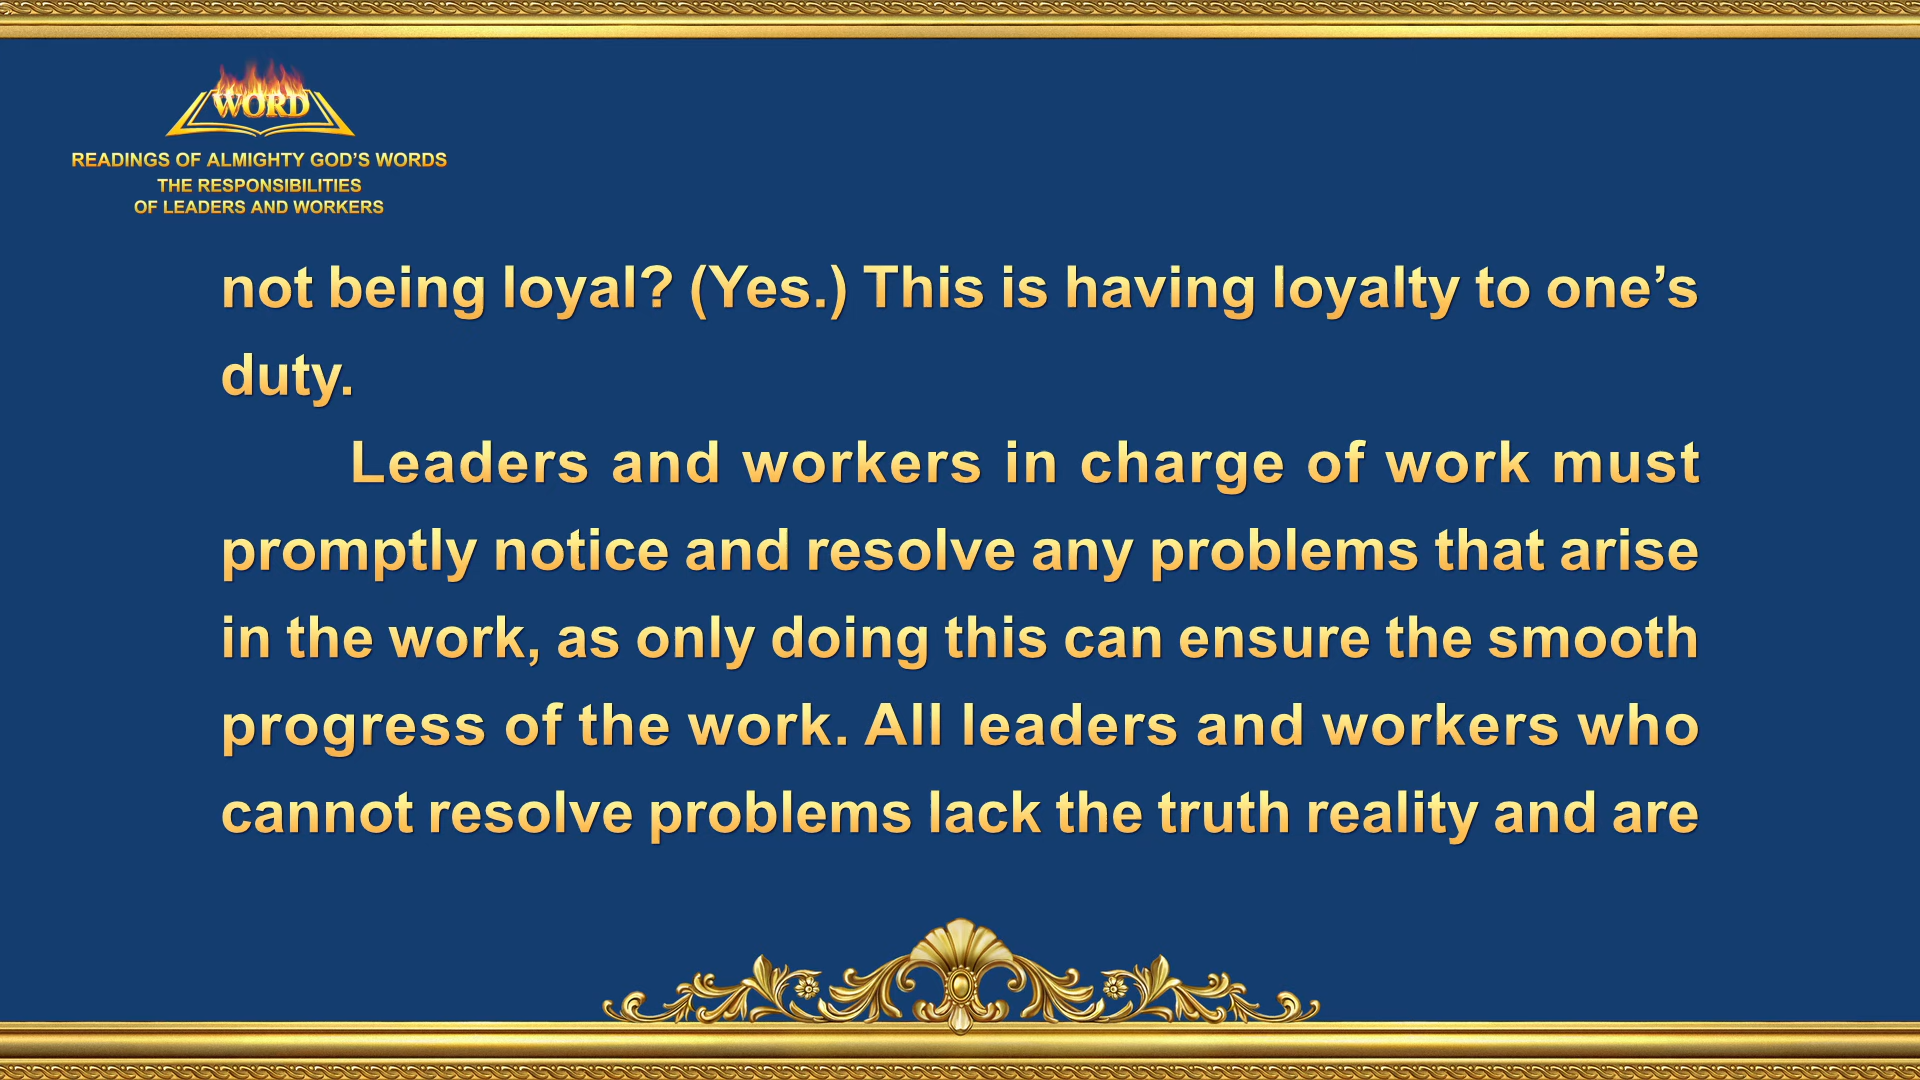 WORD
READINGS OF ALMIGHTY GOD’S WORDS
THE RESPONSIBILITIES
OF LEADERS AND WORKERS
not being loyal? (Yes.) This is having loyalty to one’s
duty.
Leaders and workers in charge of work must
promptly notice and resolve any problems that arise
in the work, as only doing this can ensure the smooth
progress of the work. All leaders and workers who
cannot resolve problems lack the truth reality and are